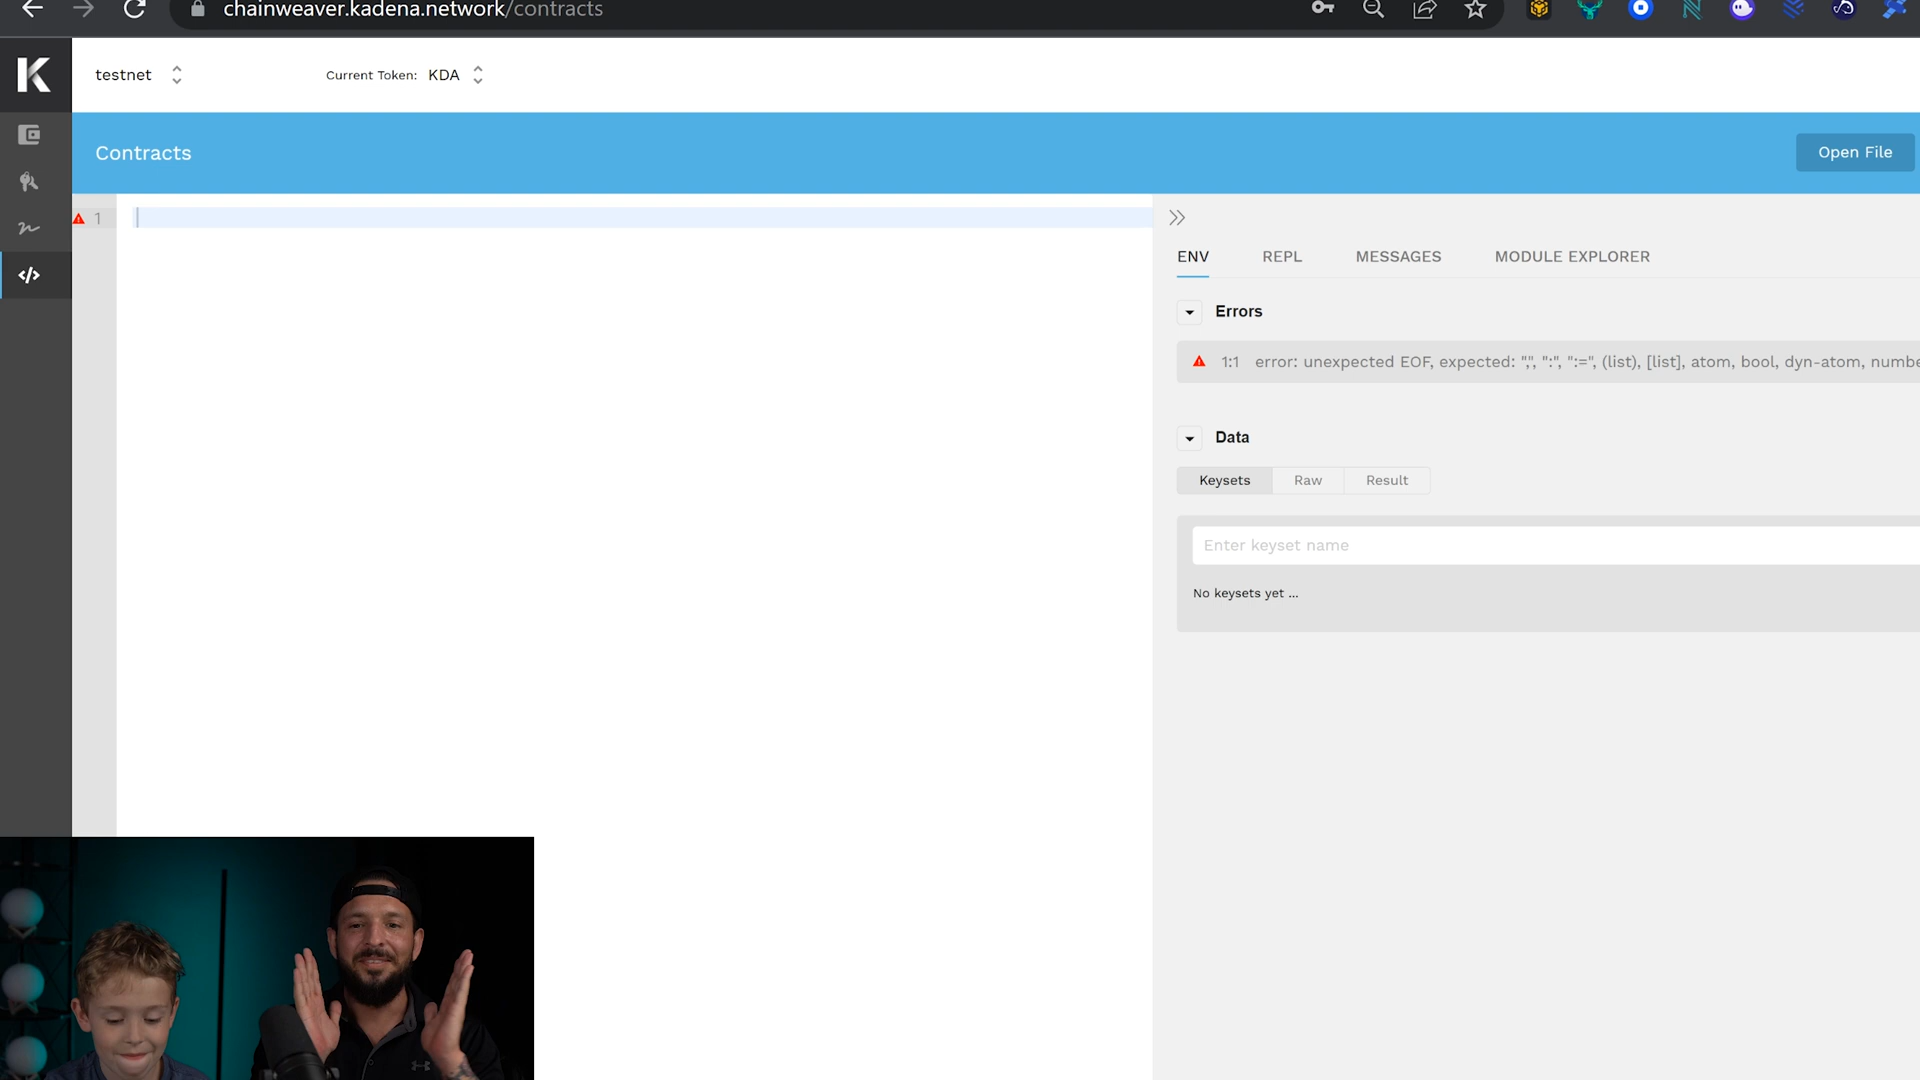 chainweaver.kadena.network/contracts
K
testnet
Current Token: KDA
Contracts
Open File
1
ENV REPL MESSAGES MODULE EXPLORER
Errors
1:1 error: unexpected EOF, expected: ",", ":", ":=", (list), [list], atom, bool, dyn-atom, numbe
Data
Keysets Raw Result
Enter keyset name
No keysets yet ...